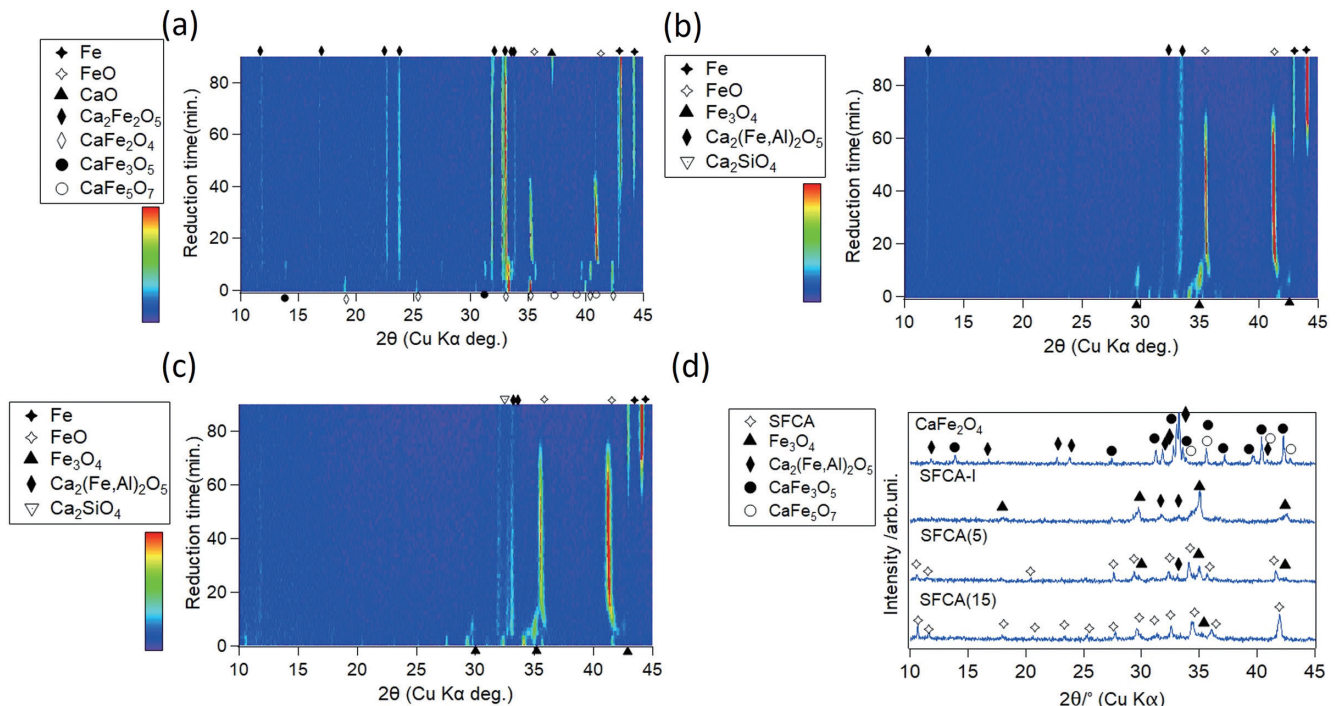 (a)
Fe
FeO
CaO
Ca₂Fe₂O₅
CaFe₂O₄
CaFe₃O₅
CaFe₅O₇
Reduction time(min.)
80
60
40
20
0
10 15 20 25 30 35 40 45
2θ (Cu Kα deg.)
(b)
Fe
FeO
Fe₃O₄
Ca₂(Fe,Al)₂O₅
Ca₂SiO₄
Reduction time(min.)
80
60
40
20
0
10 15 20 25 30 35 40 45
2θ (Cu Kα deg.)
(c)
Fe
FeO
Fe₃O₄
Ca₂(Fe,Al)₂O₅
Ca₂SiO₄
Reduction time(min.)
80
60
40
20
0
10 15 20 25 30 35 40 45
2θ (Cu Kα deg.)
(d)
SFCA
Fe₃O₄
Ca₂(Fe,Al)₂O₅
CaFe₃O₅
CaFe₅O₇
Intensity /arb.uni.
CaFe₂O₄
SFCA-I
SFCA(5)
SFCA(15)
10 15 20 25 30 35 40 45
2θ/° (Cu Kα)